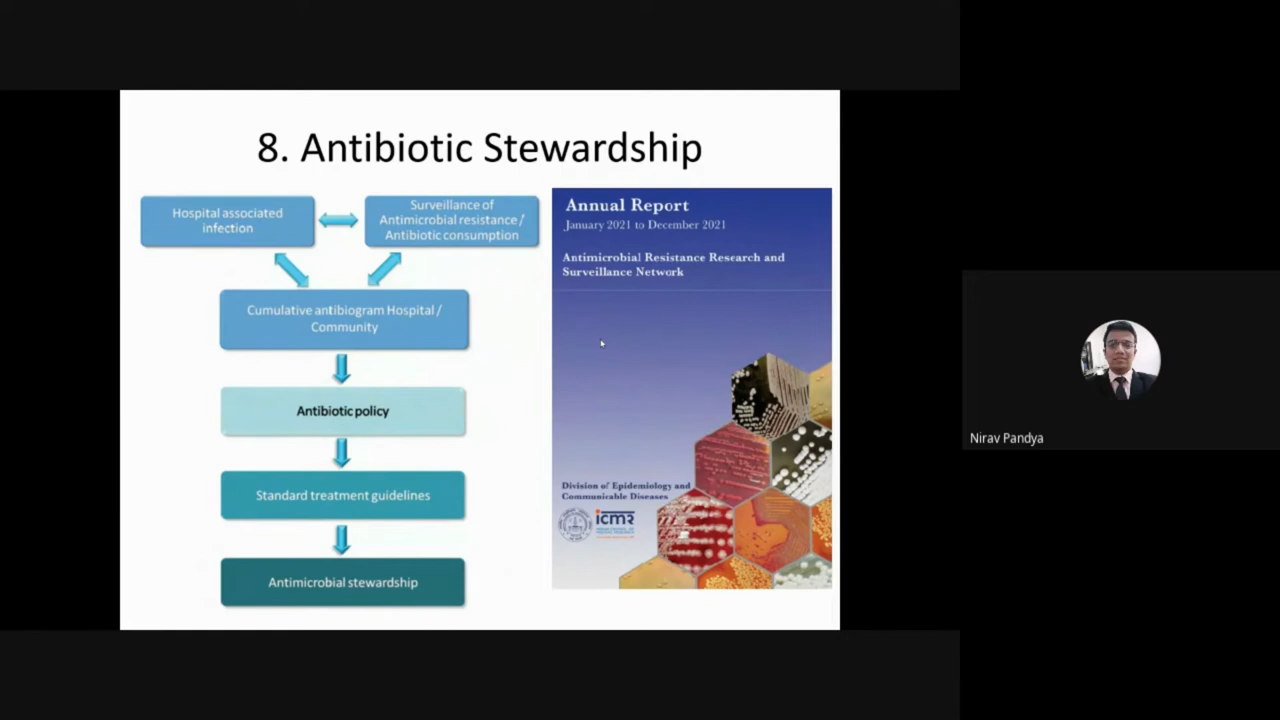 8. Antibiotic Stewardship
Hospital associated
infection
Surveillance of
Antimicrobial resistance /
Antibiotic consumption
Cumulative antibiogram Hospital /
Community
Antibiotic policy
Standard treatment guidelines
Antimicrobial stewardship
Annual Report
January 2021 to December 2021
Antimicrobial Resistance Research and
Surveillance Network
Division of Epidemiology and
Communicable Diseases
icmr
Nirav Pandya